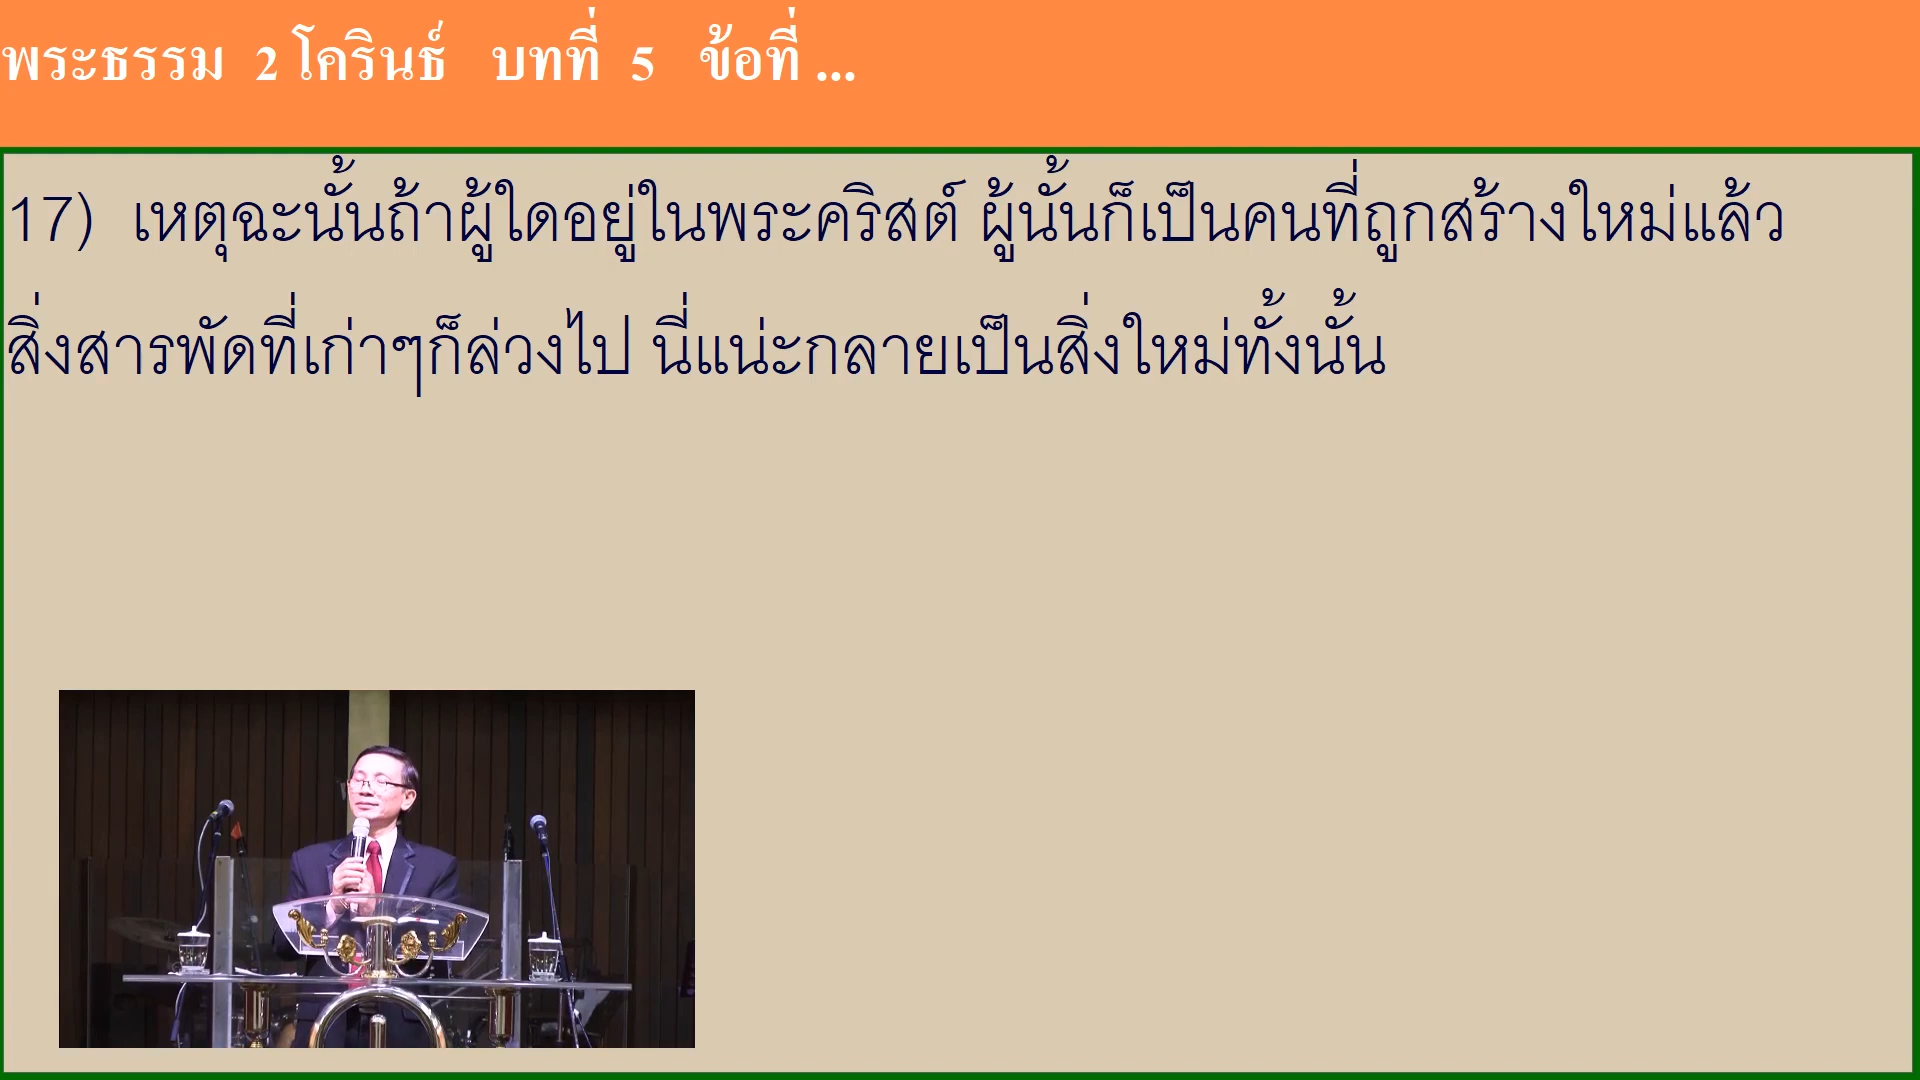 พระธรรม 2 โครินธ์ บทที่ 5 ข้อที่ ...
17) เหตุฉะนั้นถ้าผู้ใดอยู่ในพระคริสต์ ผู้นั้นก็เป็นคนที่ถูกสร้างใหม่แล้ว
สิ่งสารพัดที่เก่าๆก็ล่วงไป นี่แน่ะกลายเป็นสิ่งใหม่ทั้งนั้น